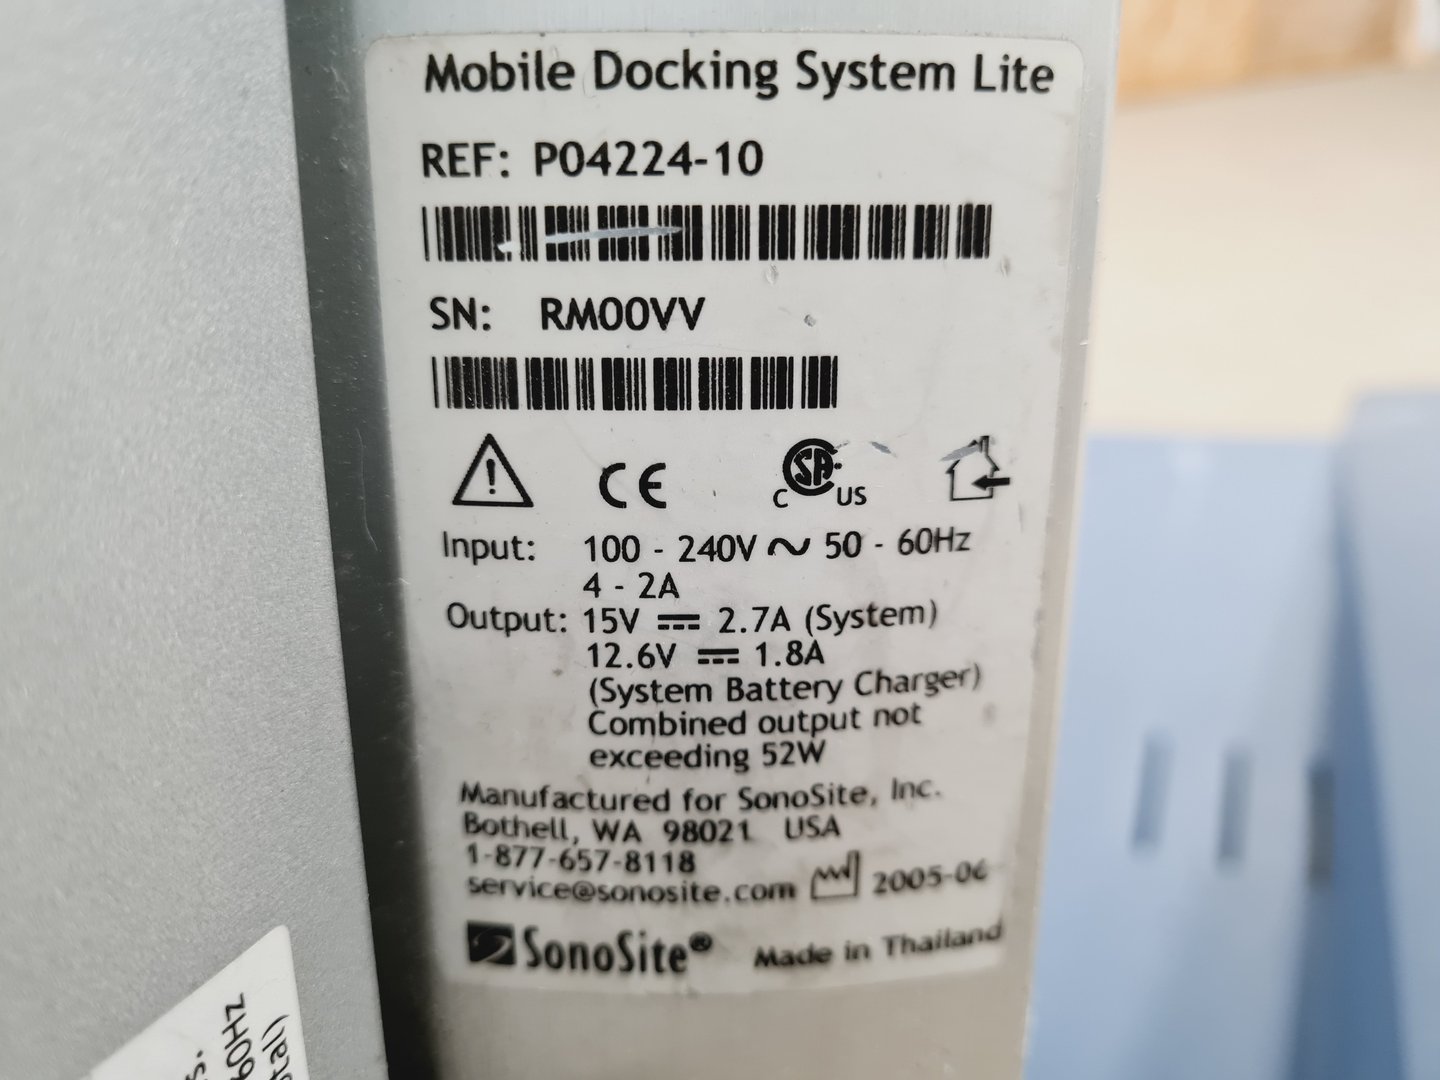 Mobile Docking System Lite
REF: P04224-10
SN: RM00VV
CE
C SA US
Input: 100 - 240V ~ 50 - 60Hz
4 - 2A
Output: 15V ⎓ 2.7A (System)
12.6V ⎓ 1.8A
(System Battery Charger)
Combined output not
exceeding 52W
Manufactured for SonoSite, Inc.
Bothell, WA 98021 USA
1-877-657-8118
service@sonosite.com 2005-06
SonoSite® Made in Thailand